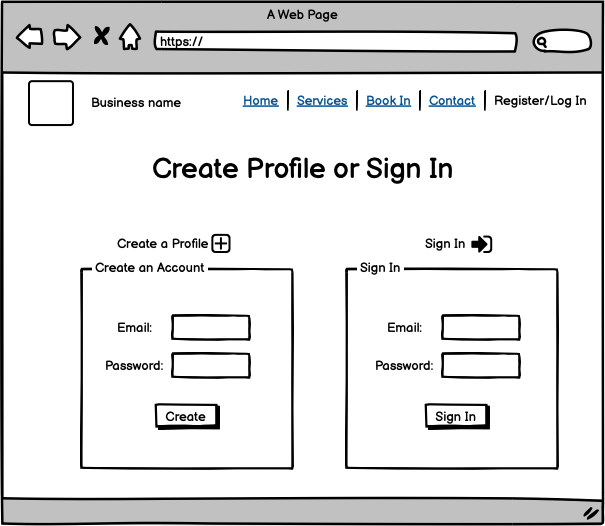 A Web Page
https://
Business name
Home | Services | Book In | Contact | Register/Log In
Create Profile or Sign In
Create a Profile
Sign In
Create an Account
Email:
Password:
Create
Sign In
Email:
Password:
Sign In